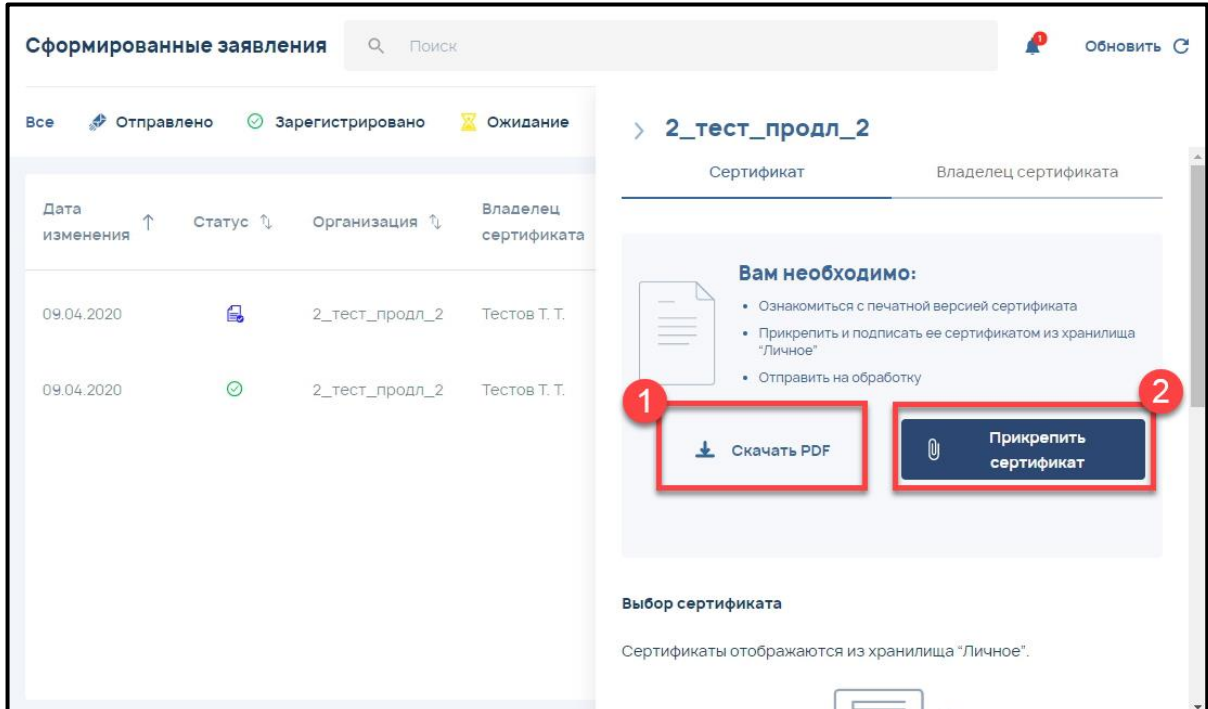 Сформированные заявления
Поиск
1
Обновить
Все Отправлено Зарегистрировано Ожидание
Дата
изменения
Статус
Организация
Владелец
сертификата
09.04.2020 2_тест_продл_2 Тестов Т. Т.
09.04.2020 2_тест_продл_2 Тестов Т. Т.
2_тест_продл_2
Сертификат Владелец сертификата
Вам необходимо:
• Ознакомиться с печатной версией сертификата
• Прикрепить и подписать ее сертификатом из хранилища
“Личное”
• Отправить на обработку
1
Скачать PDF
2
Прикрепить
сертификат
Выбор сертификата
Сертификаты отображаются из хранилища “Личное”.